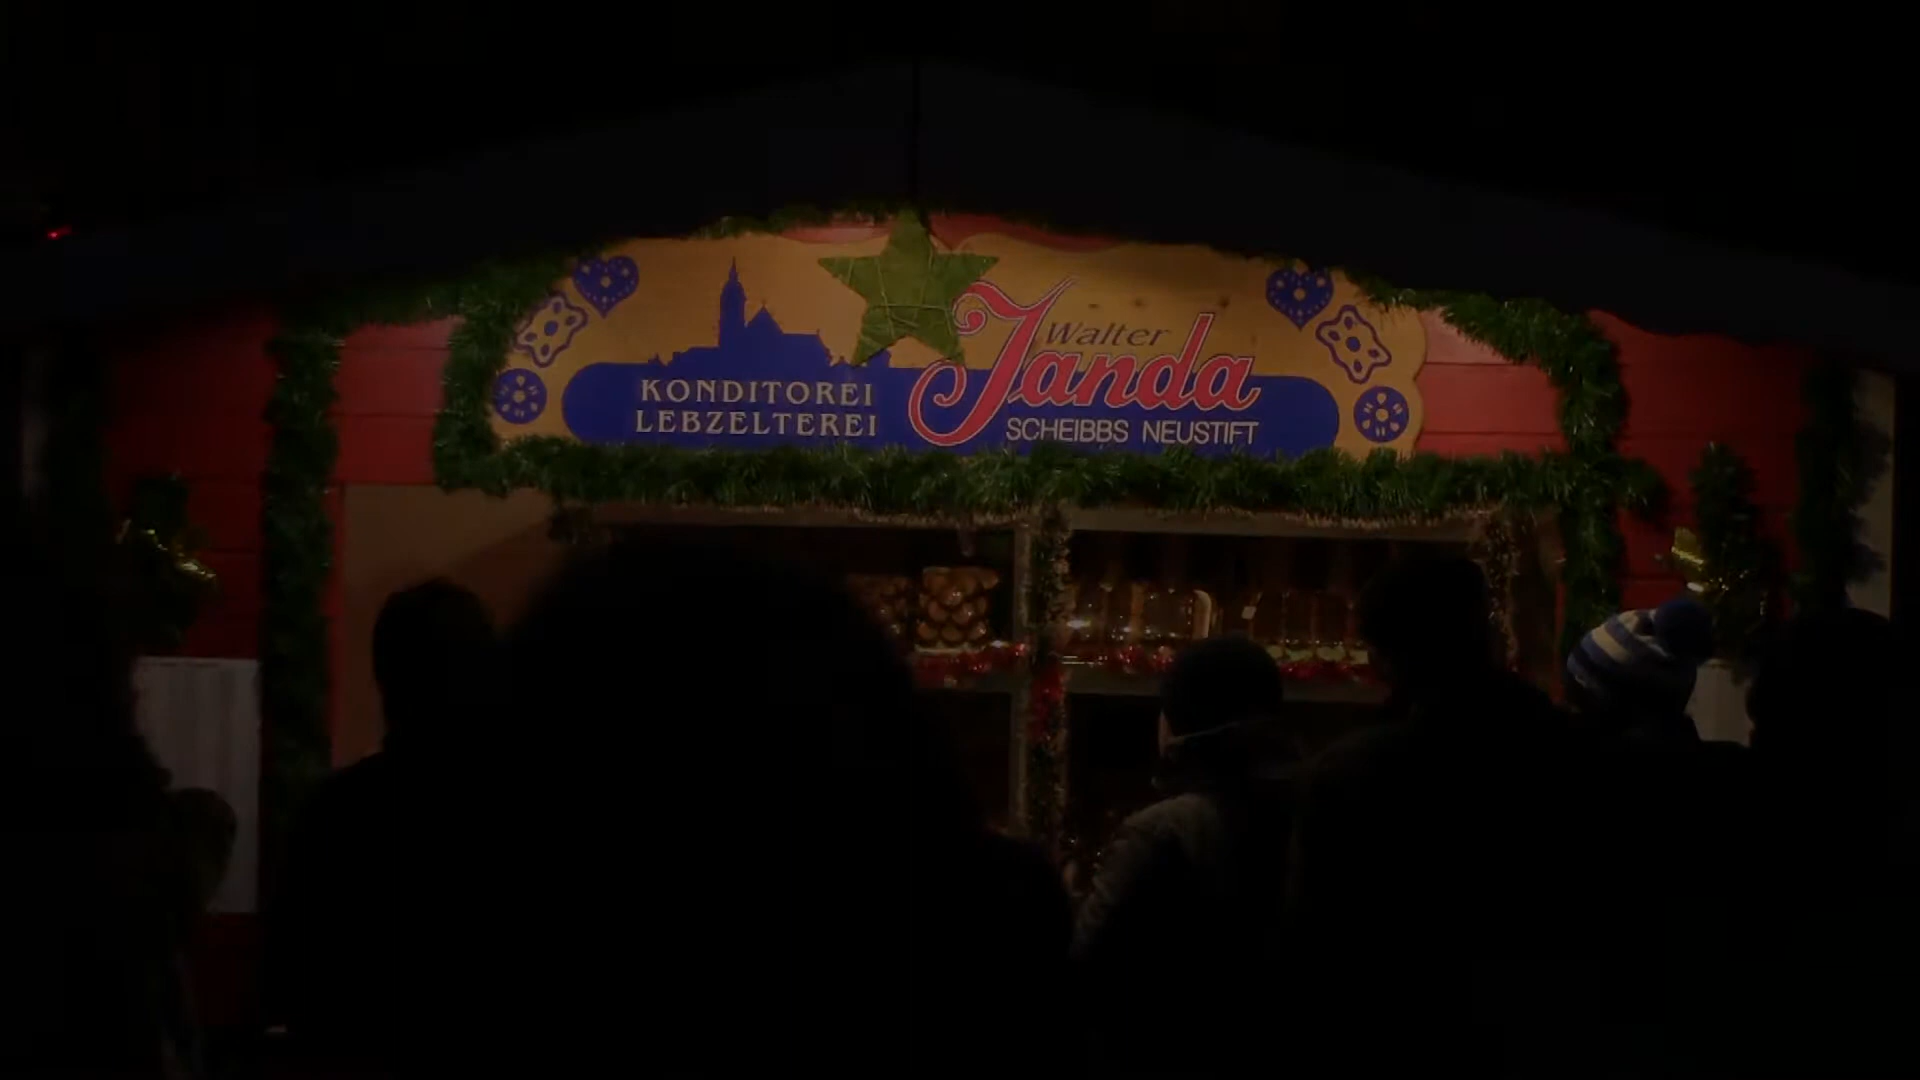 KONDITOREI
LEBZELTEREI
Walter
Janda
SCHEIBBS NEUSTIFT